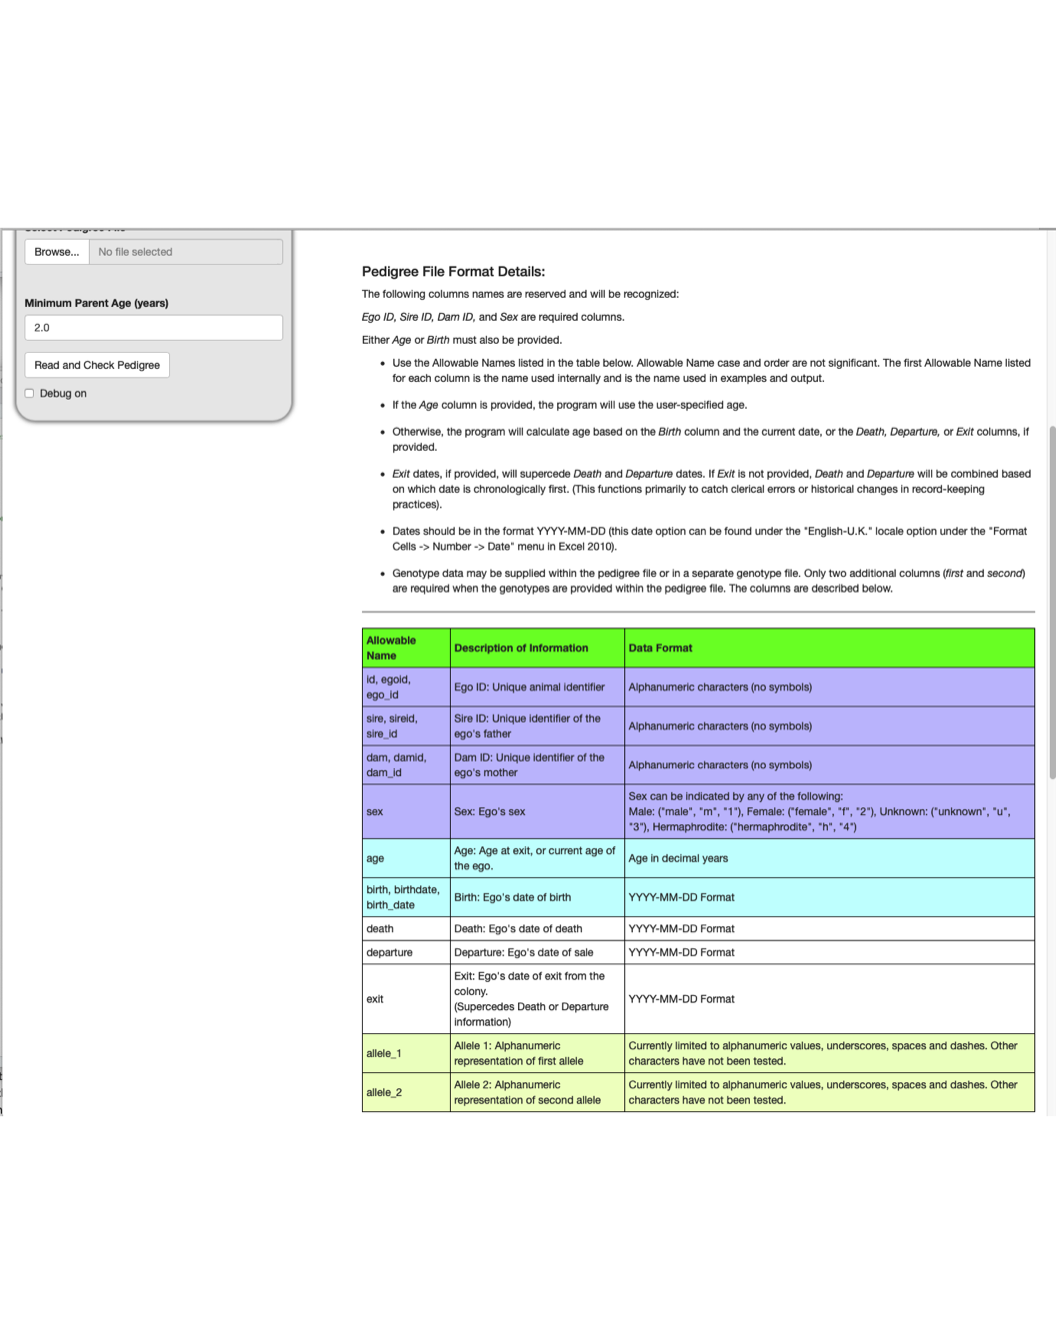 Browse...
No file selected
Minimum Parent Age (years)
2.0
Read and Check Pedigree
Debug on
Pedigree File Format Details:
The following columns names are reserved and will be recognized:
Ego ID, Sire ID, Dam ID, and Sex are required columns.
Either Age or Birth must also be provided.
• Use the Allowable Names listed in the table below. Allowable Name case and order are not significant. The first Allowable Name listed
for each column is the name used internally and is the name used in examples and output.
• If the Age column is provided, the program will use the user-specified age.
• Otherwise, the program will calculate age based on the Birth column and the current date, or the Death, Departure, or Exit columns, if
provided.
• Exit dates, if provided, will supercede Death and Departure dates. If Exit is not provided, Death and Departure will be combined based
on which date is chronologically first. (This functions primarily to catch clerical errors or historical changes in record-keeping
practices).
• Dates should be in the format YYYY-MM-DD (this date option can be found under the "English-U.K." locale option under the "Format
Cells -> Number -> Date" menu in Excel 2010).
• Genotype data may be supplied within the pedigree file or in a separate genotype file. Only two additional columns (first and second)
are required when the genotypes are provided within the pedigree file. The columns are described below.
Allowable
Name
Description of Information
Data Format
id, egoid,
ego_id
Ego ID: Unique animal identifier
Alphanumeric characters (no symbols)
sire, sireid,
sire_id
Sire ID: Unique identifier of the
ego's father
Alphanumeric characters (no symbols)
dam, damid,
dam_id
Dam ID: Unique identifier of the
ego's mother
Alphanumeric characters (no symbols)
sex
Sex: Ego's sex
Sex can be indicated by any of the following:
Male: ("male", "m", "1"), Female: ("female", "f", "2"), Unknown: ("unknown", "u",
"3"), Hermaphrodite: ("hermaphrodite", "h", "4")
age
Age: Age at exit, or current age of
the ego.
Age in decimal years
birth, birthdate,
birth_date
Birth: Ego's date of birth
YYYY-MM-DD Format
death
Death: Ego's date of death
YYYY-MM-DD Format
departure
Departure: Ego's date of sale
YYYY-MM-DD Format
exit
Exit: Ego's date of exit from the
colony.
(Supercedes Death or Departure
information)
YYYY-MM-DD Format
allele_1
Allele 1: Alphanumeric
representation of first allele
Currently limited to alphanumeric values, underscores, spaces and dashes. Other
characters have not been tested.
allele_2
Allele 2: Alphanumeric
representation of second allele
Currently limited to alphanumeric values, underscores, spaces and dashes. Other
characters have not been tested.